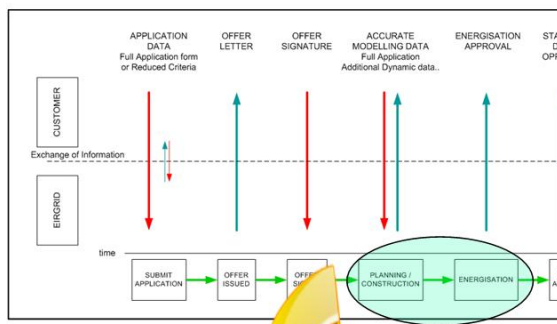 APPLICATION
DATA
Full Application form
or Reduced Criteria
OFFER
LETTER
OFFER
SIGNATURE
ACCURATE
MODELLING DATA
Full Application
Additional Dynamic data..
ENERGISATION
APPROVAL
CUSTOMER
Exchange of Information
EIRGRID
time
SUBMIT
APPLICATION
OFFER
ISSUED
PLANNING /
CONSTRUCTION
ENERGISATION